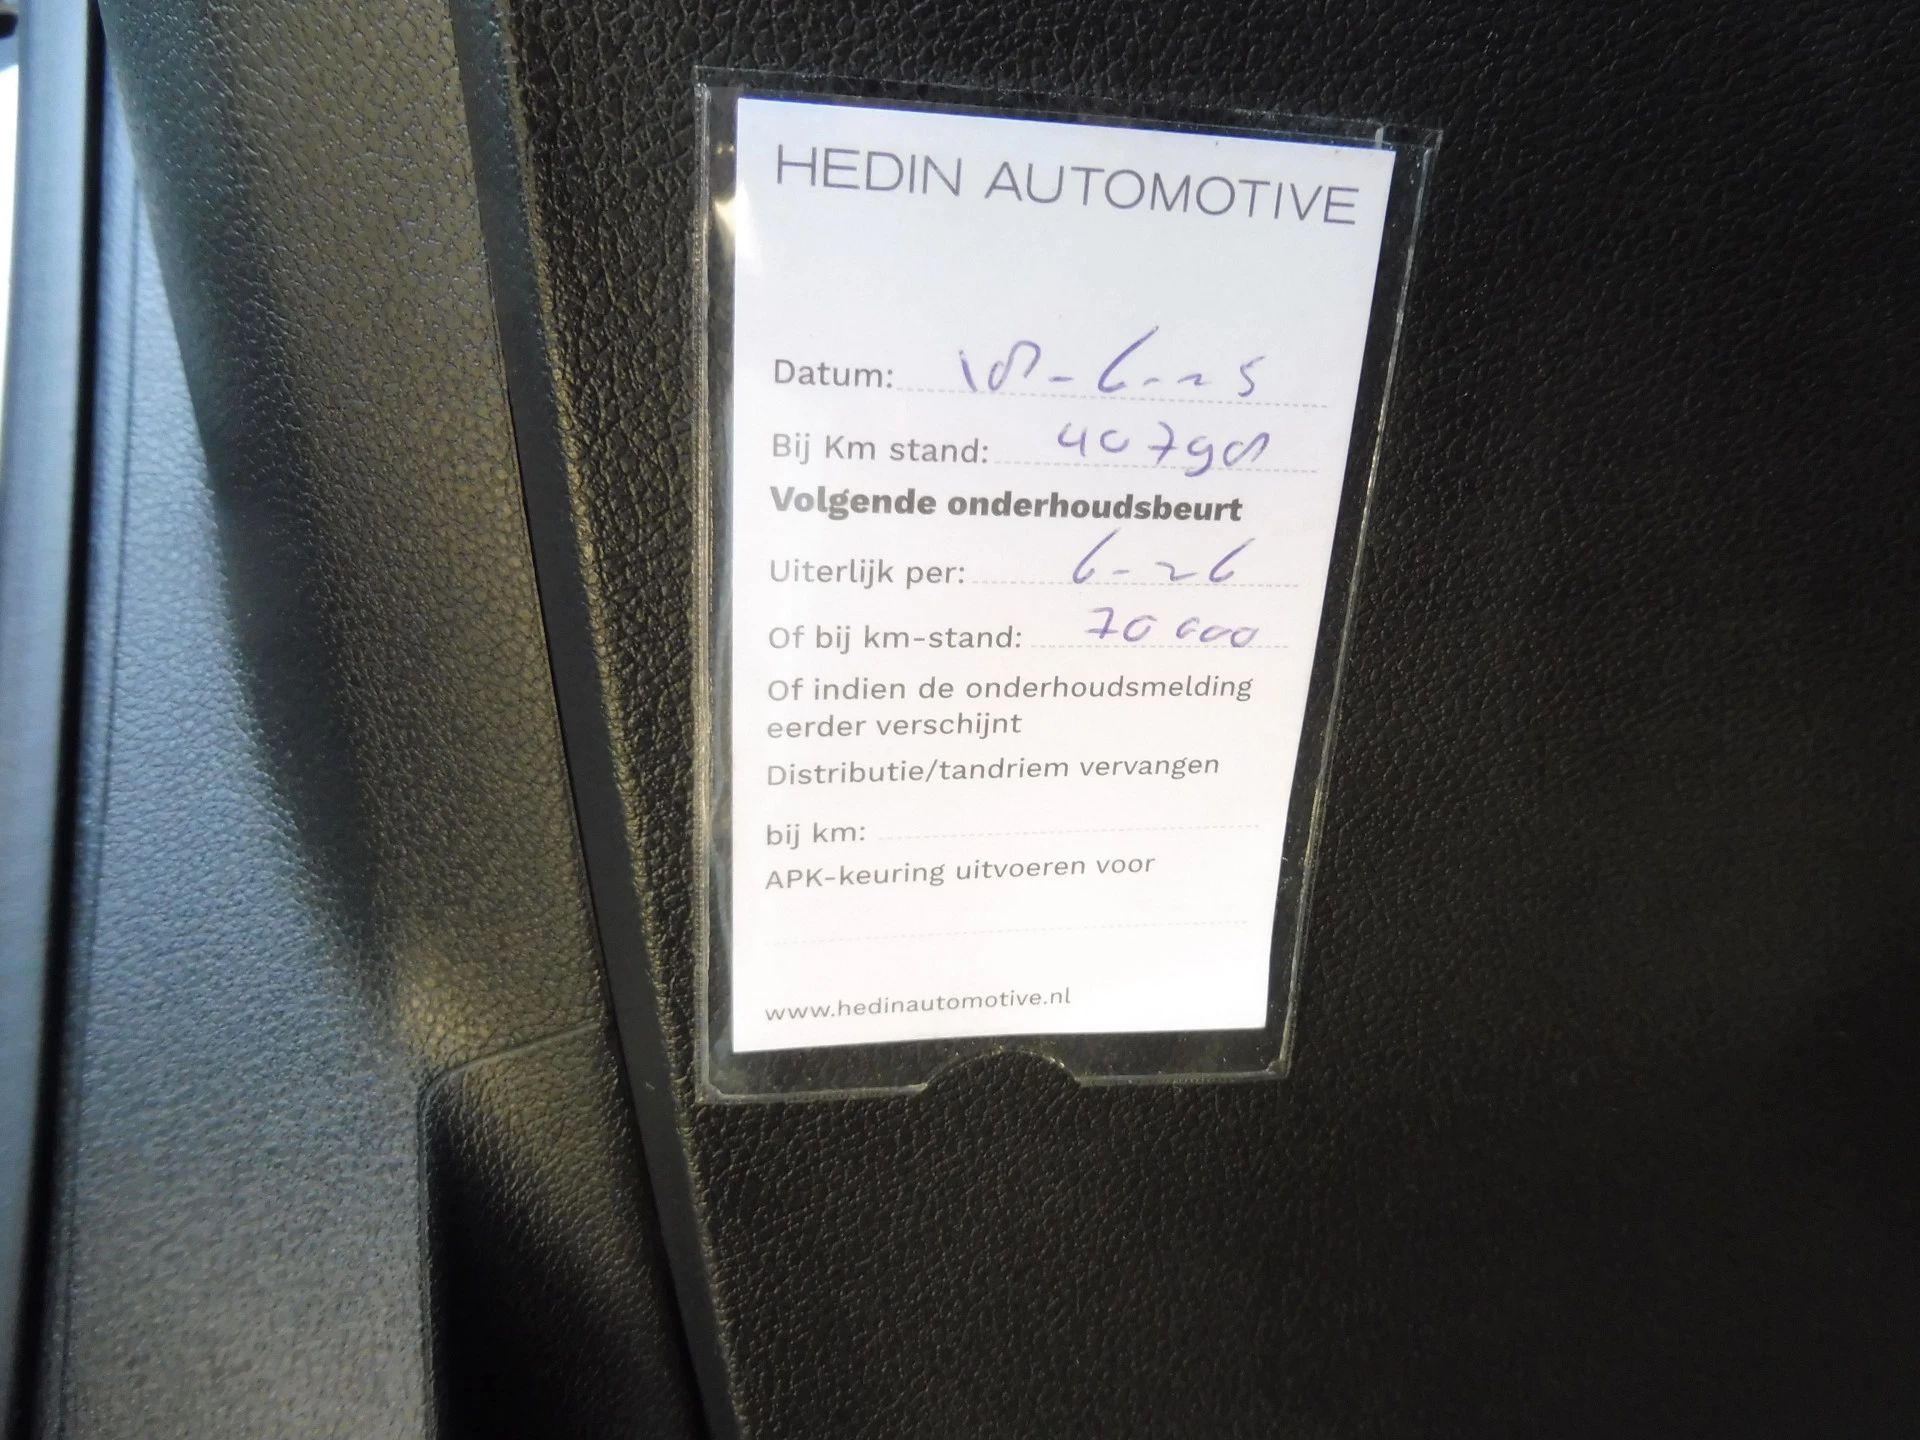 HEDIN AUTOMOTIVE
Datum: 18-6-25
Bij Km stand: 40798
Volgende onderhoudsbeurt
Uiterlijk per: 6-26
Of bij km-stand: 70 000
Of indien de onderhoudsmelding
eerder verschijnt
Distributie/tandriem vervangen
bij km:
APK-keuring uitvoeren voor
www.hedinautomotive.nl